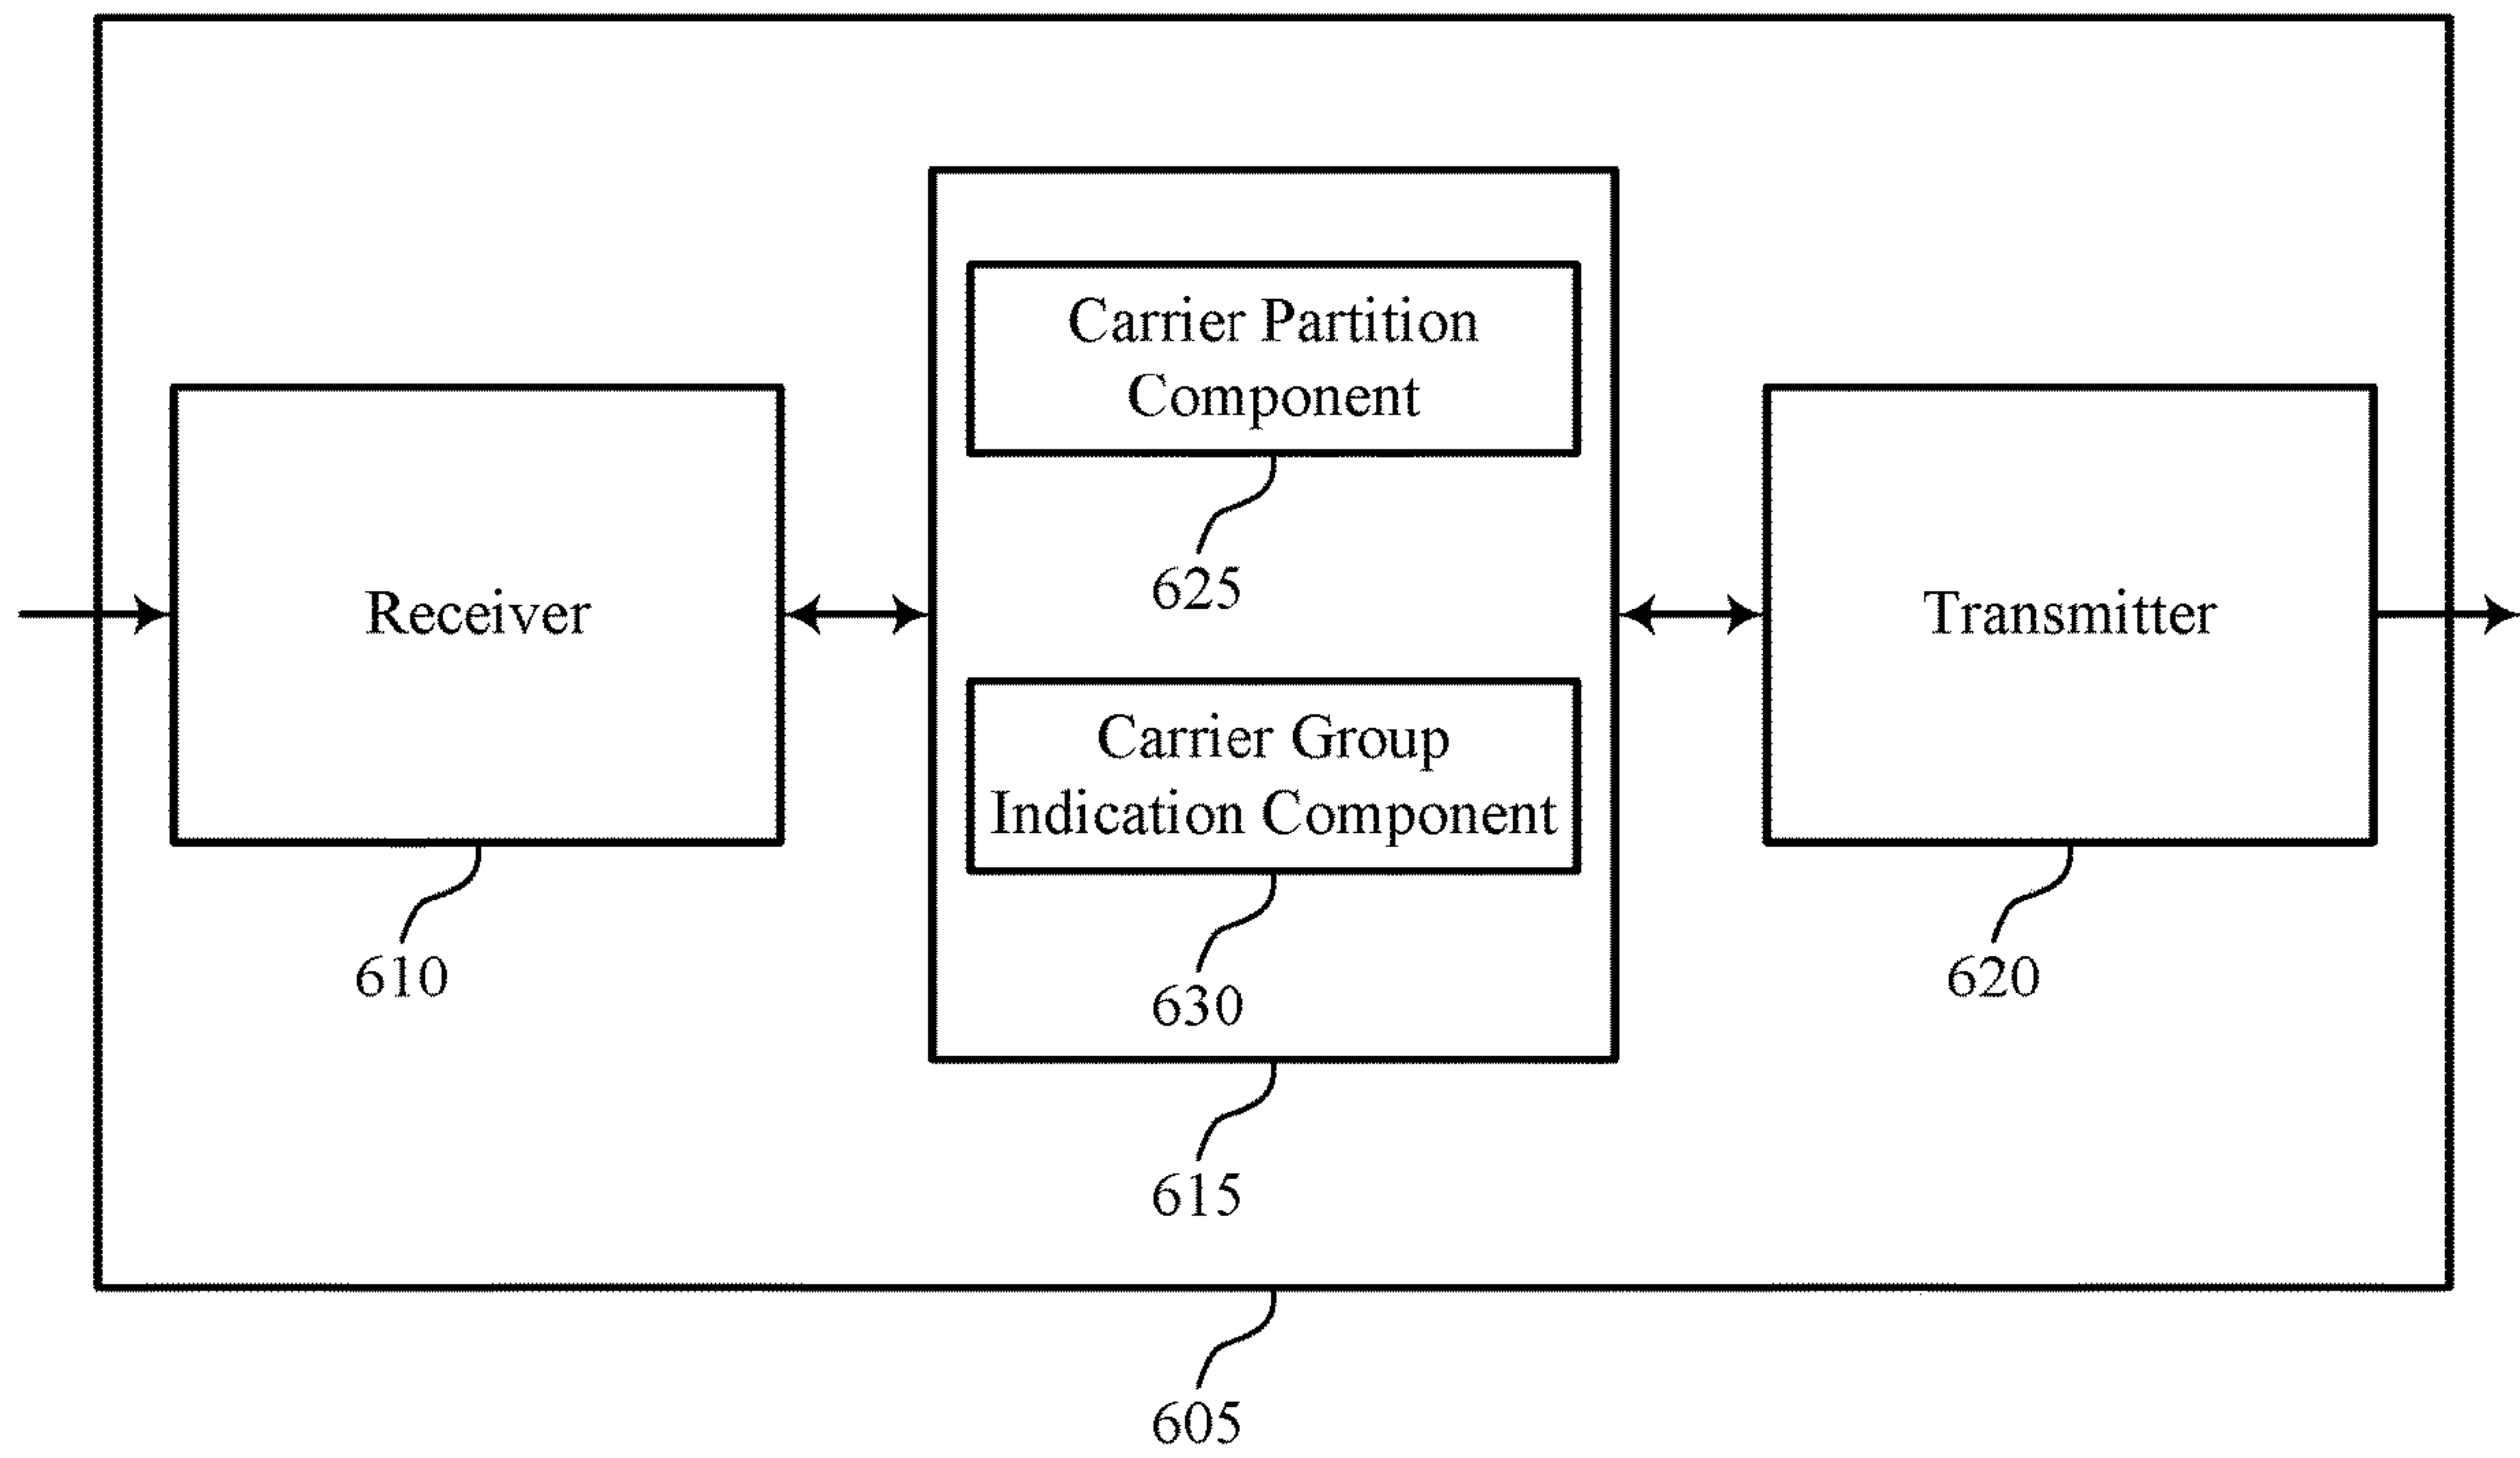 Carrier Partition
Component
625
Receiver
610
Carrier Group
Indication Component
630
615
Transmitter
620
605